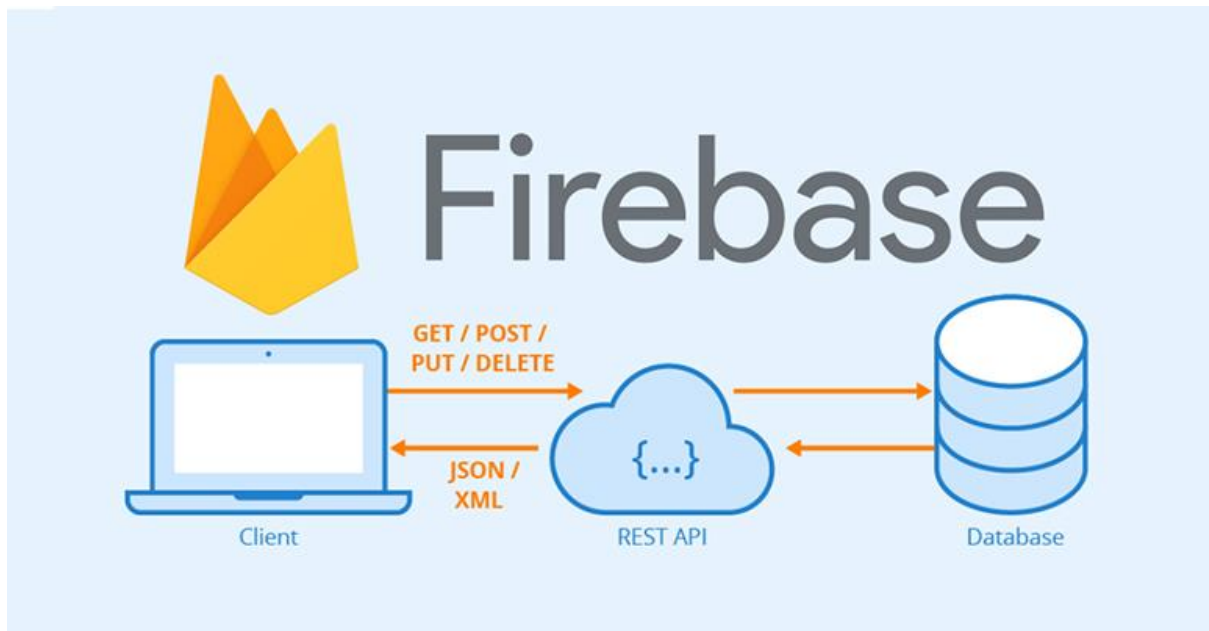 Firebase
GET / POST /
PUT / DELETE
{...}
JSON /
XML
Client
REST API
Database